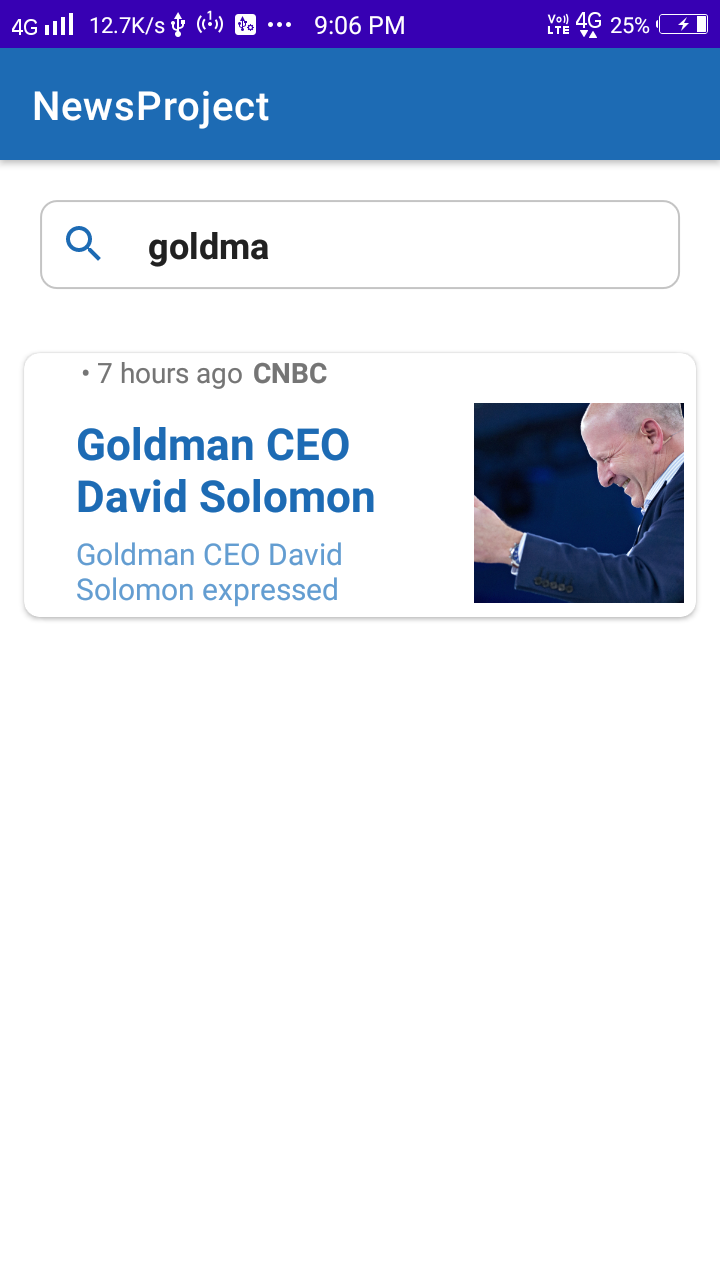 4G 12.7K/s 9:06 PM Vo)) LTE 4G 25%
NewsProject
goldma
• 7 hours ago CNBC
Goldman CEO
David Solomon
Goldman CEO David
Solomon expressed